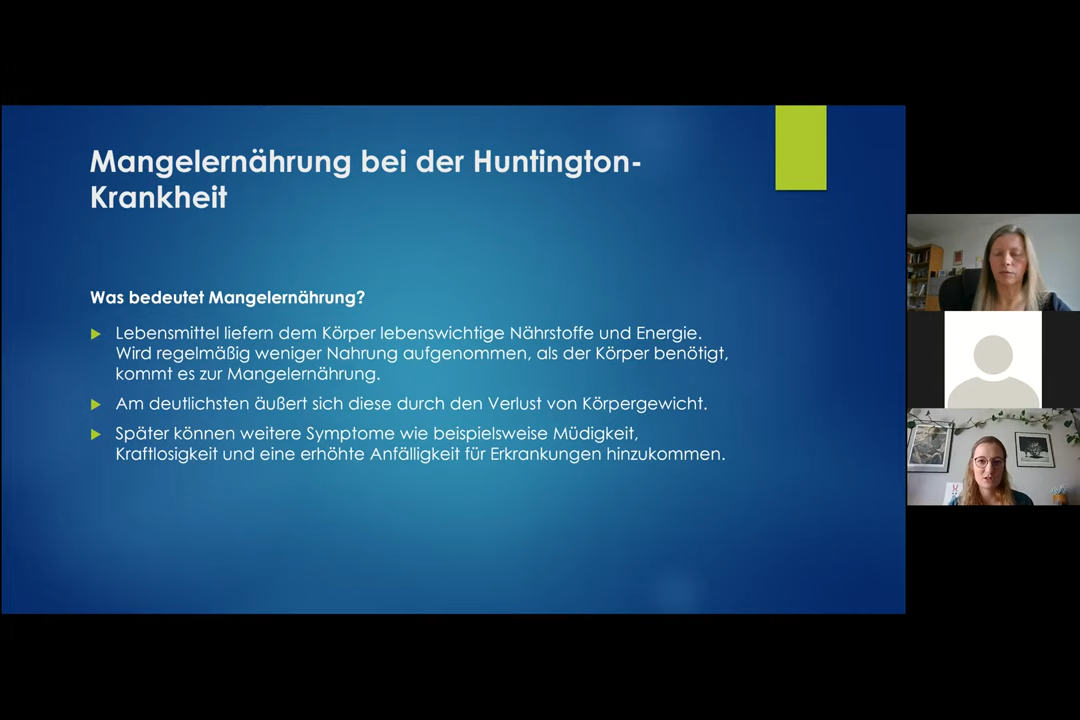 Mangelernährung bei der Huntington-
Krankheit
Was bedeutet Mangelernährung?
Lebensmittel liefern dem Körper lebenswichtige Nährstoffe und Energie.
Wird regelmäßig weniger Nahrung aufgenommen, als der Körper benötigt,
kommt es zur Mangelernährung.
Am deutlichsten äußert sich diese durch den Verlust von Körpergewicht.
Später können weitere Symptome wie beispielsweise Müdigkeit,
Kraftlosigkeit und eine erhöhte Anfälligkeit für Erkrankungen hinzukommen.